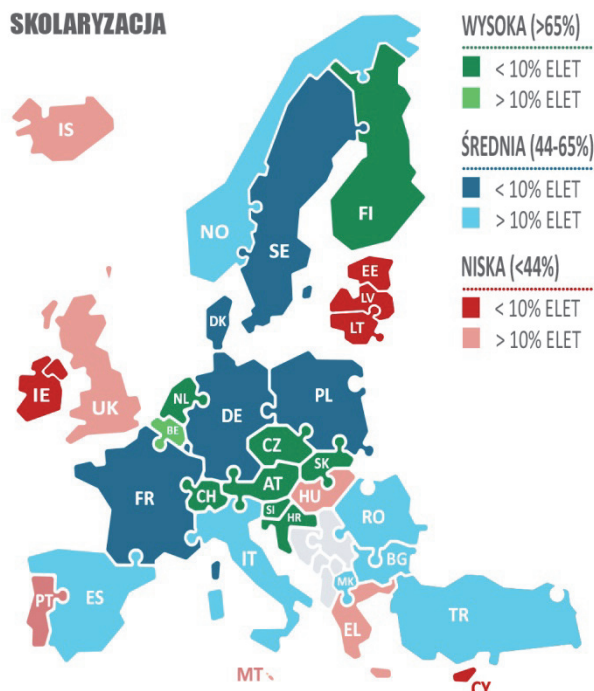 SKOLARYZACJA
WYSOKA (>65%)
< 10% ELET
> 10% ELET
ŚREDNIA (44-65%)
< 10% ELET
> 10% ELET
NISKA (<44%)
< 10% ELET
> 10% ELET
IS
NO
SE
FI
EE
LV
LT
DK
IE
UK
NL
BE
DE
PL
CZ
SK
FR
CH
AT
HU
SI
HR
RO
IT
BG
MK
PT
ES
EL
TR
MT
CY